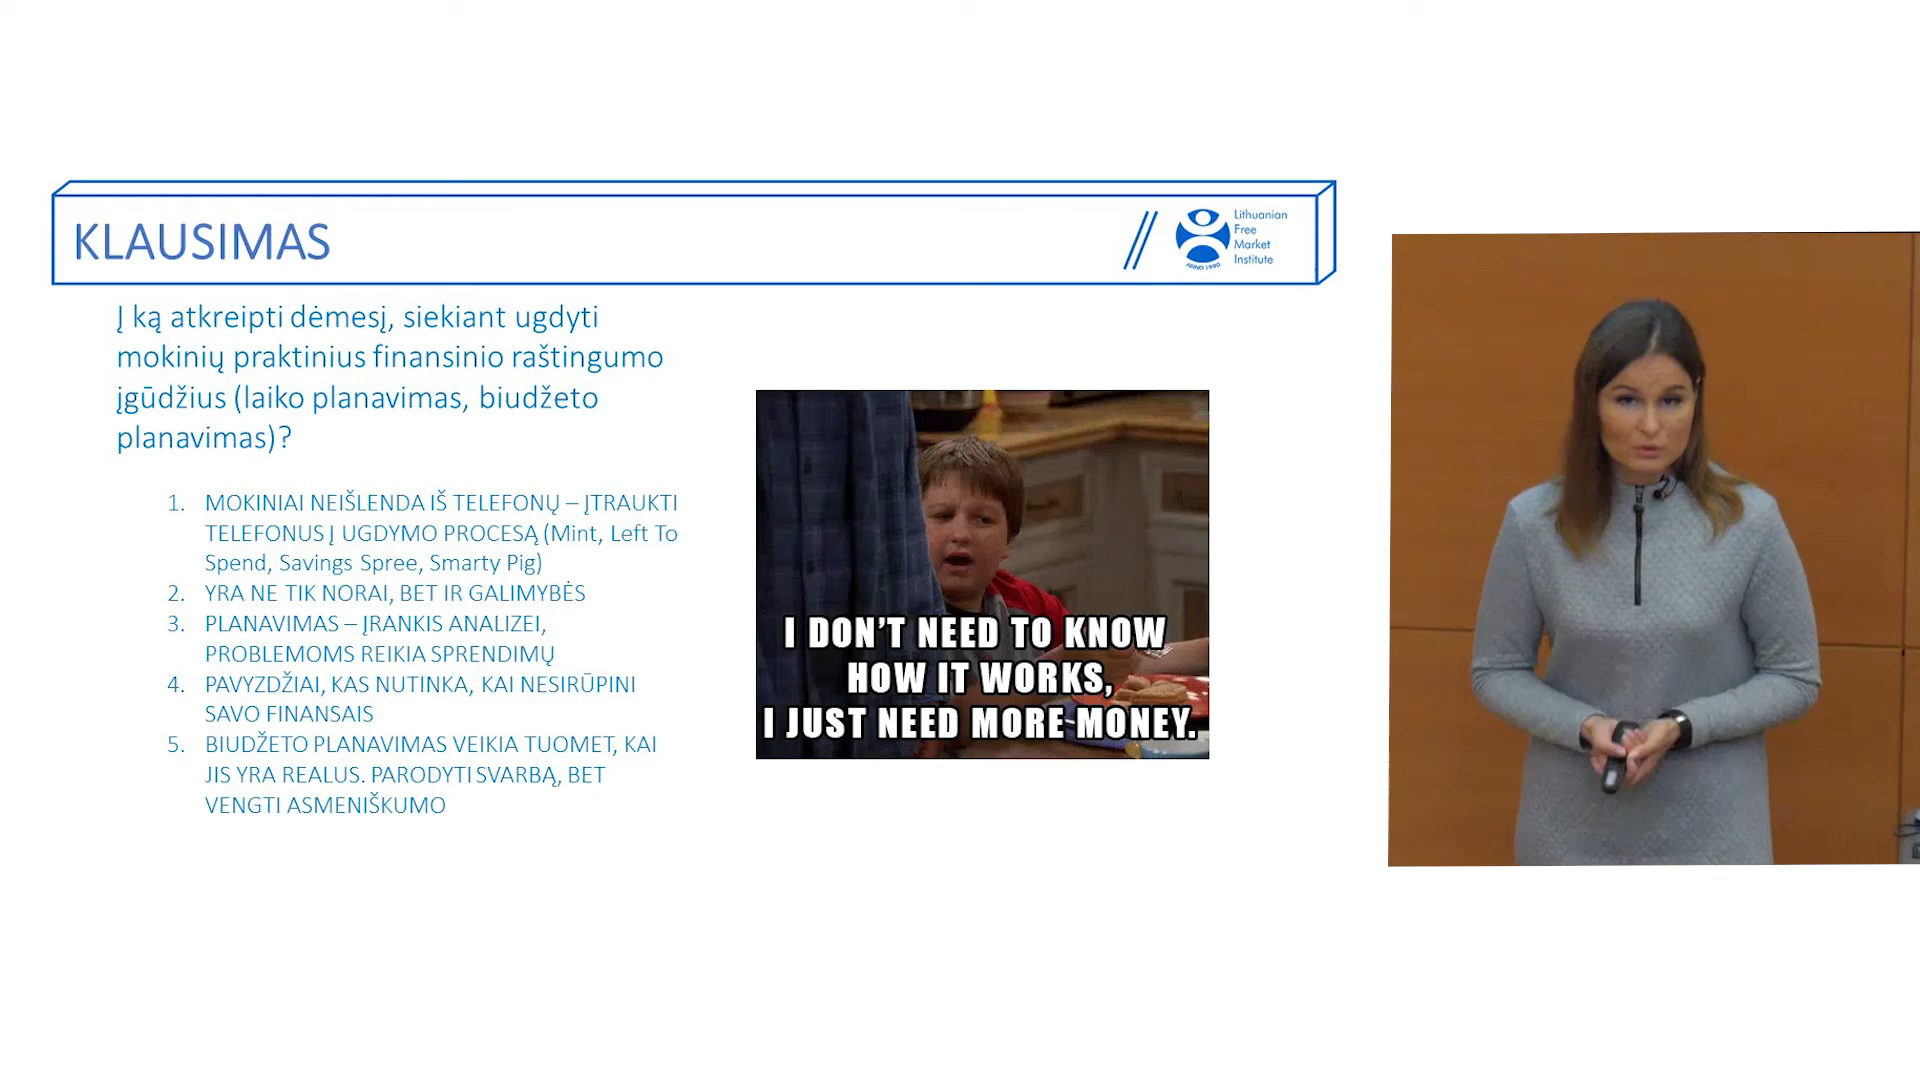 KLAUSIMAS
Lithuanian
Free
Market
Institute
ANNO 1990
Į ką atkreipti dėmesį, siekiant ugdyti
mokinių praktinius finansinio raštingumo
įgūdžius (laiko planavimas, biudžeto
planavimas)?
1. MOKINIAI NEIŠLENDA IŠ TELEFONŲ – ĮTRAUKTI
TELEFONUS Į UGDYMO PROCESĄ (Mint, Left To
Spend, Savings Spree, Smarty Pig)
2. YRA NE TIK NORAI, BET IR GALIMYBĖS
3. PLANAVIMAS – ĮRANKIS ANALIZEI,
PROBLEMOMS REIKIA SPRENDIMŲ
4. PAVYZDŽIAI, KAS NUTINKA, KAI NESIRŪPINI
SAVO FINANSAIS
5. BIUDŽETO PLANAVIMAS VEIKIA TUOMET, KAI
JIS YRA REALUS. PARODYTI SVARBĄ, BET
VENGTI ASMENIŠKUMO
I DON'T NEED TO KNOW
HOW IT WORKS,
I JUST NEED MORE MONEY.